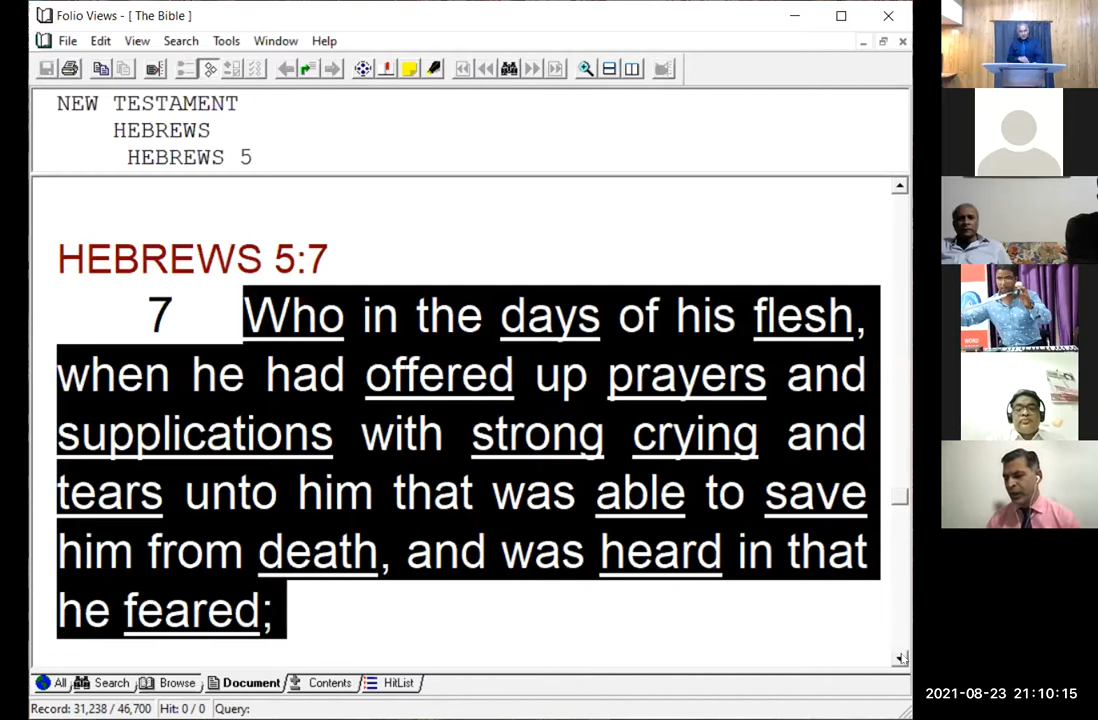 Folio Views - [ The Bible ]
File Edit View Search Tools Window Help
NEW TESTAMENT
HEBREWS
HEBREWS 5
HEBREWS 5:7
7 Who in the days of his flesh,
when he had offered up prayers and
supplications with strong crying and
tears unto him that was able to save
him from death, and was heard in that
he feared;
All Search Browse Document Contents HitList
Record: 31,238 / 46,700 Hit: 0 / 0 Query:
WORD
2021-08-23 21:10:15